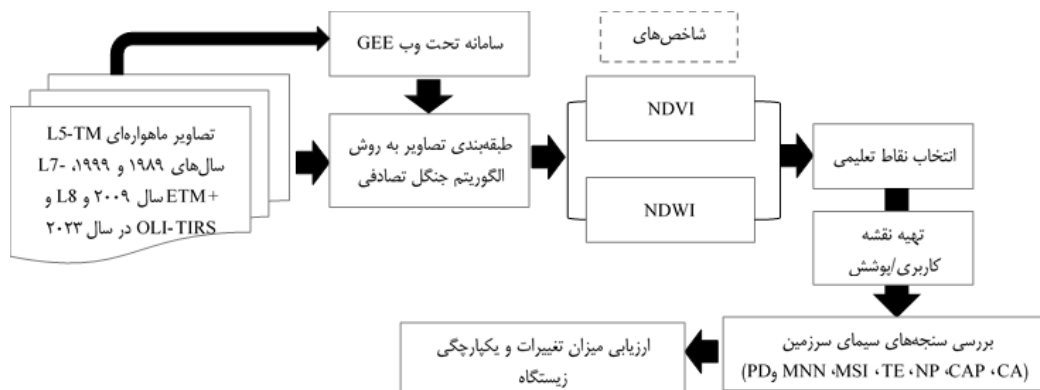 سامانه تحت وب GEE
شاخص‌های
تصاویر ماهواره‌ای L5-TM
سال‌های ۱۹۸۹ و ۱۹۹۹، L7-
ETM+ سال ۲۰۰۹ و L8 و
OLI-TIRS در سال ۲۰۲۳
طبقه‌بندی تصاویر به روش
الگوریتم جنگل تصادفی
NDVI
NDWI
انتخاب نقاط تعلیمی
تهیه نقشه
کاربری/پوشش
بررسی سنجه‌های سیمای سرزمین
(CA، CAP، NP، TE، MSI، MNN وPD)
ارزیابی میزان تغییرات و یکپارچگی
زیستگاه